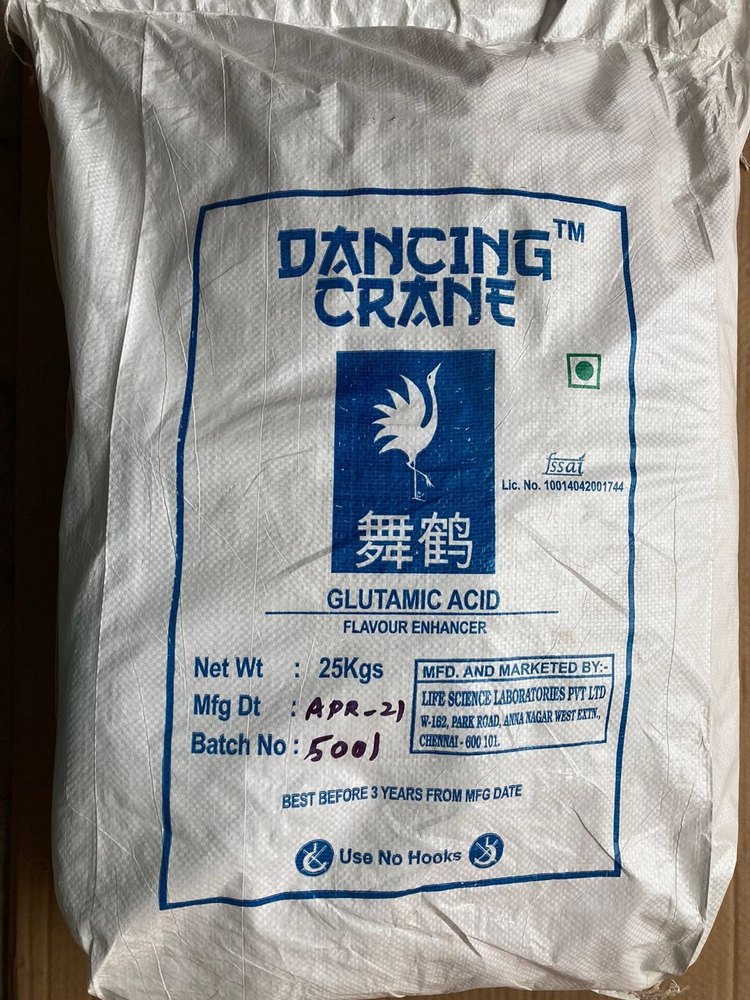 DANCING™
CRANE
fssai
Lic. No. 10014042001744
舞鹤
GLUTAMIC ACID
FLAVOUR ENHANCER
Net Wt : 25Kgs
Mfg Dt : APR-21
Batch No : 5001
MFD. AND MARKETED BY:-
LIFE SCIENCE LABORATORIES PVT LTD
W-162, PARK ROAD, ANNA NAGAR WEST EXTN.,
CHENNAI - 600 101.
BEST BEFORE 3 YEARS FROM MFG DATE
Use No Hooks